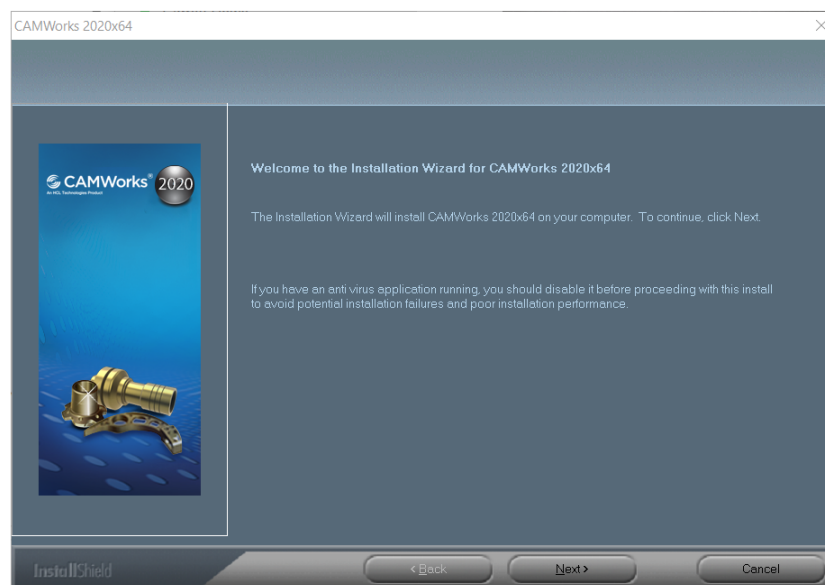 CAMWorks 2020x64
CAMWorks® 2020
An HCL Technologies Product
Welcome to the Installation Wizard for CAMWorks 2020x64
The Installation Wizard will install CAMWorks 2020x64 on your computer. To continue, click Next.
If you have an anti virus application running, you should disable it before proceeding with this install
to avoid potential installation failures and poor installation performance.
InstallShield
< Back
Next >
Cancel